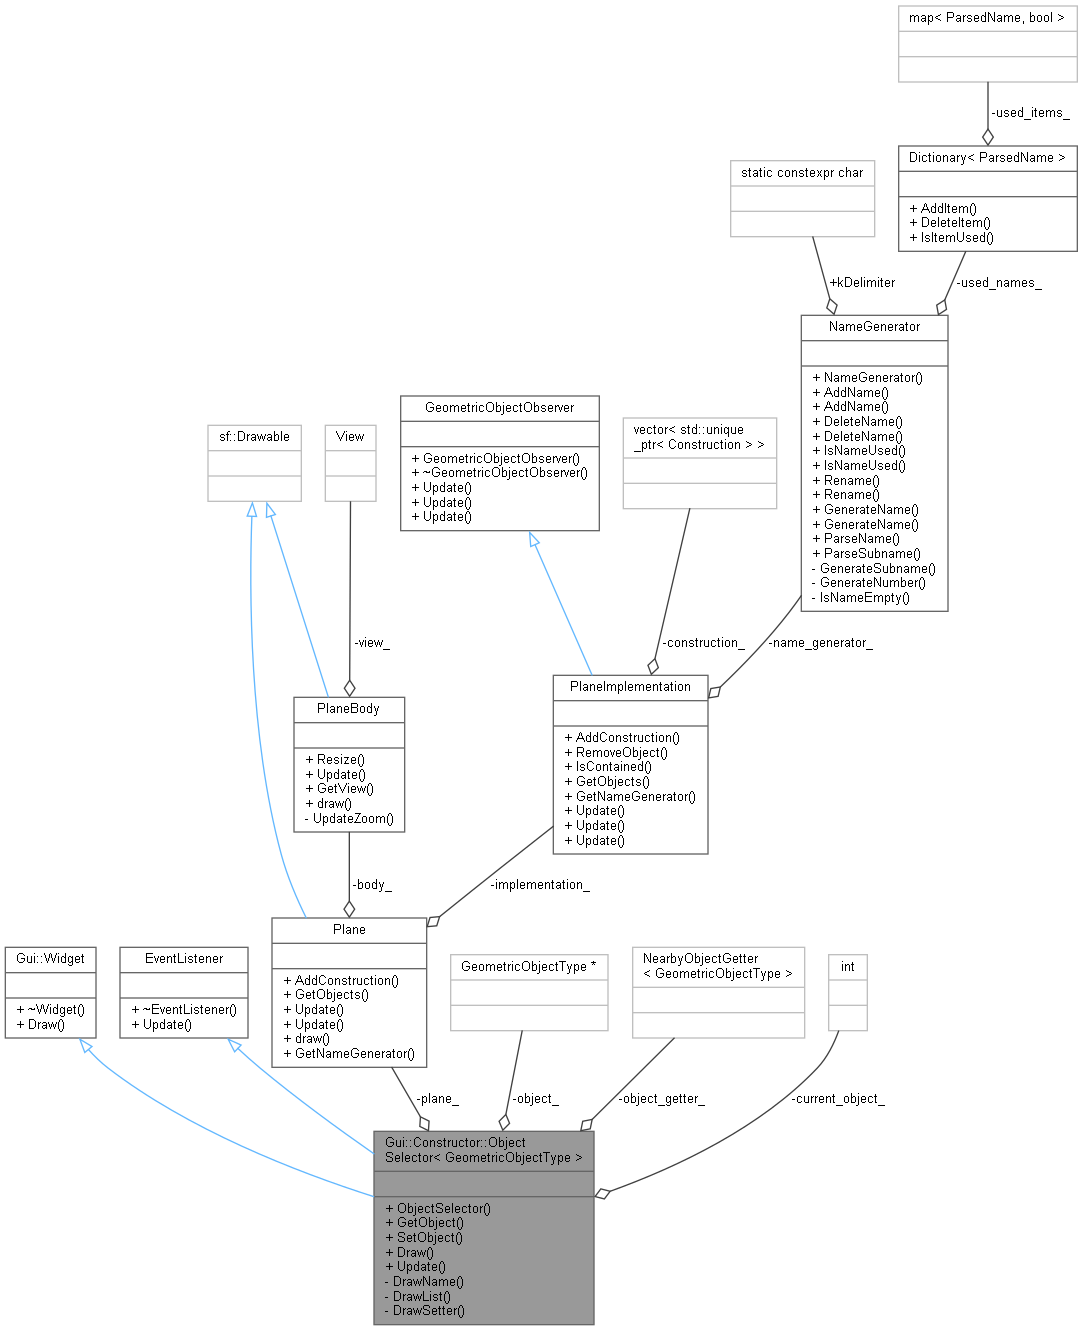 map< ParsedName, bool >
-used_items_
Dictionary< ParsedName >
+ AddItem()
+ DeleteItem()
+ IsItemUsed()
static constexpr char
+kDelimiter
-used_names_
NameGenerator
+ NameGenerator()
+ AddName()
+ AddName()
+ DeleteName()
+ DeleteName()
+ IsNameUsed()
+ IsNameUsed()
+ Rename()
+ Rename()
+ GenerateName()
+ GenerateName()
+ ParseName()
+ ParseSubname()
- GenerateSubname()
- GenerateNumber()
- IsNameEmpty()
GeometricObjectObserver
+ GeometricObjectObserver()
+ ~GeometricObjectObserver()
+ Update()
+ Update()
+ Update()
vector< std::unique
_ptr< Construction > >
sf::Drawable
View
-view_
-construction_
-name_generator_
PlaneBody
+ Resize()
+ Update()
+ GetView()
+ draw()
- UpdateZoom()
PlaneImplementation
+ AddConstruction()
+ RemoveObject()
+ IsContained()
+ GetObjects()
+ GetNameGenerator()
+ Update()
+ Update()
+ Update()
-body_
-implementation_
Plane
+ AddConstruction()
+ GetObjects()
+ Update()
+ Update()
+ draw()
+ GetNameGenerator()
Gui::Widget
+ ~Widget()
+ Draw()
EventListener
+ ~EventListener()
+ Update()
GeometricObjectType *
NearbyObjectGetter
< GeometricObjectType >
int
-plane_
-object_
-object_getter_
-current_object_
Gui::Constructor::Object
Selector< GeometricObjectType >
+ ObjectSelector()
+ GetObject()
+ SetObject()
+ Draw()
+ Update()
- DrawName()
- DrawList()
- DrawSetter()